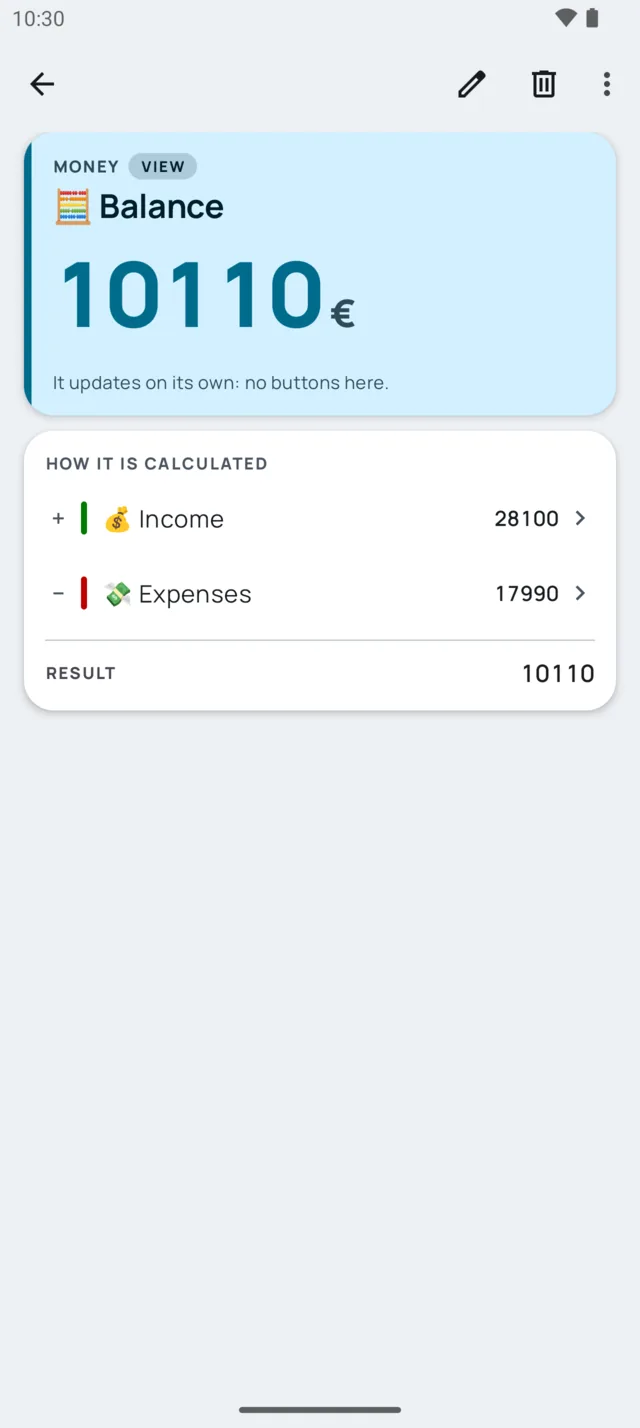 10:30
MONEY VIEW
🧮 Balance
10110 €
It updates on its own: no buttons here.
HOW IT IS CALCULATED
+ 💰 Income 28100
− 💸 Expenses 17990
RESULT 10110